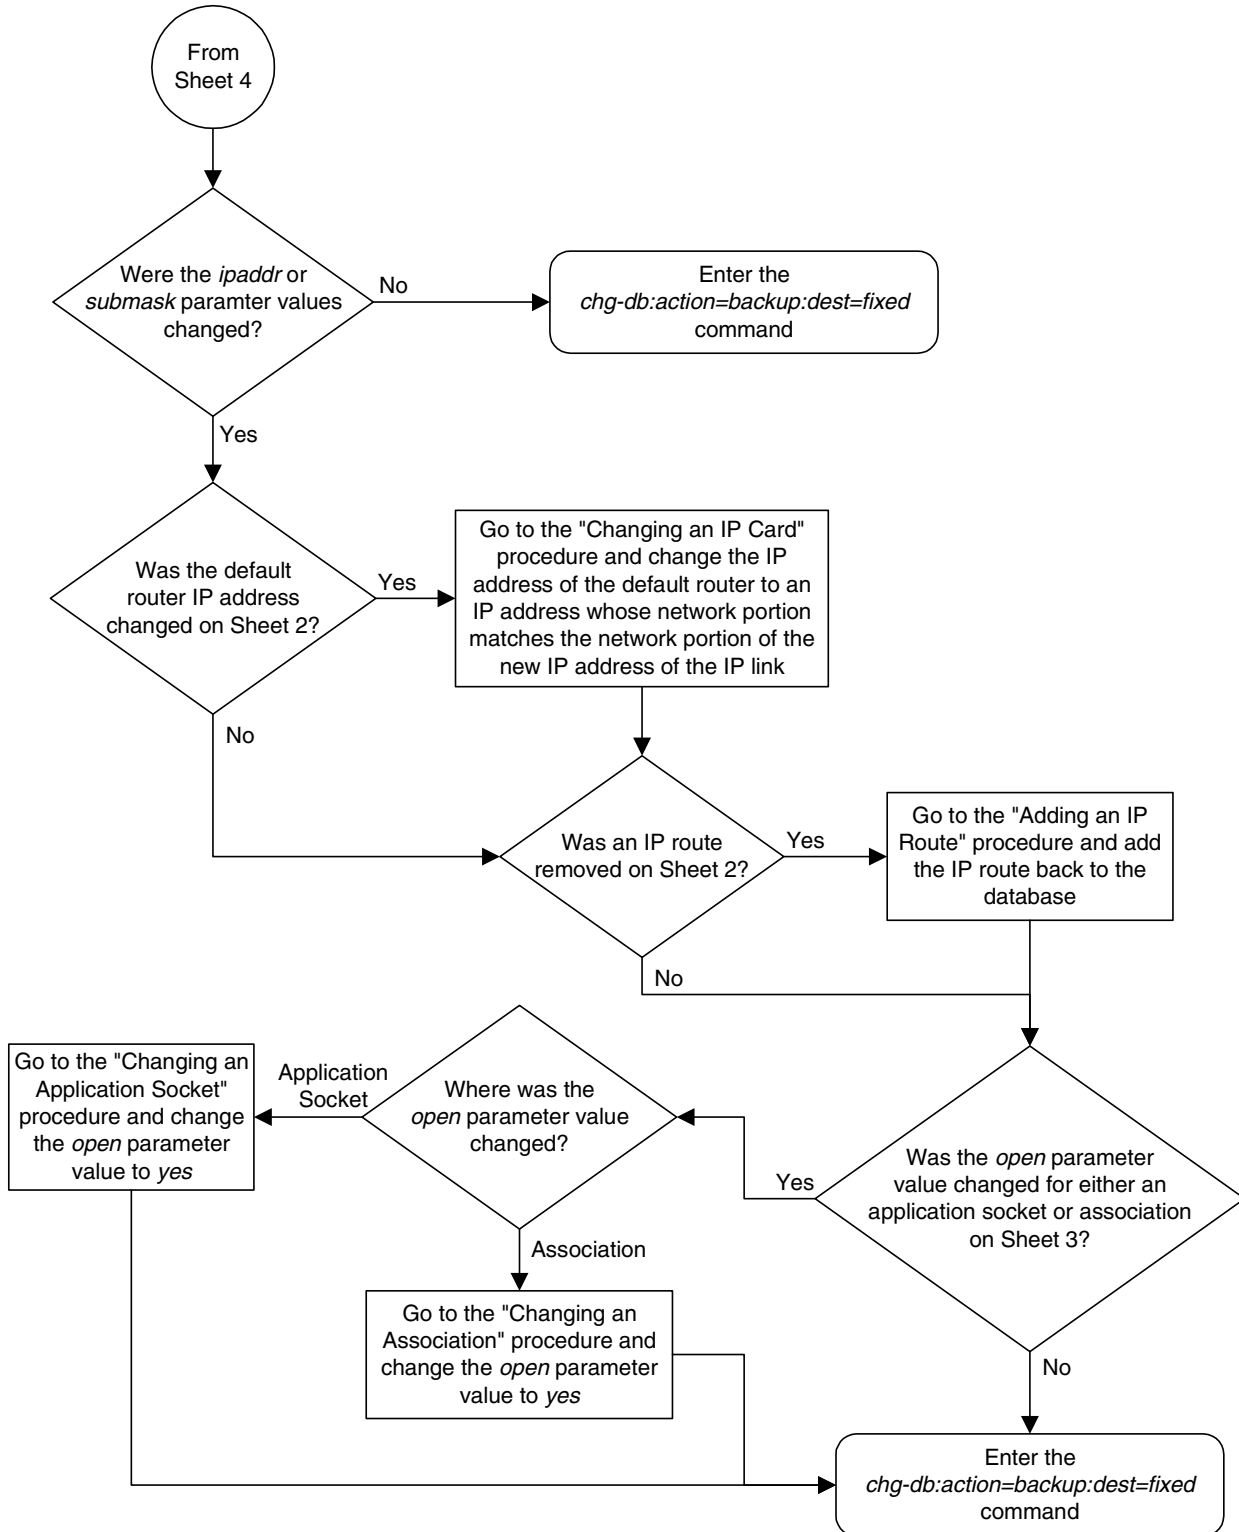 From
Sheet 4
Were the ipaddr or
submask paramter values
changed?
No
Enter the
chg-db:action=backup:dest=fixed
command
Yes
Was the default
router IP address
changed on Sheet 2?
Yes
Go to the "Changing an IP Card"
procedure and change the IP
address of the default router to an
IP address whose network portion
matches the network portion of the
new IP address of the IP link
No
Was an IP route
removed on Sheet 2?
Yes
Go to the "Adding an IP
Route" procedure and add
the IP route back to the
database
No
Was the open parameter
value changed for either an
application socket or association
on Sheet 3?
Yes
Where was the
open parameter value
changed?
Application
Socket
Go to the "Changing an
Application Socket"
procedure and change
the open parameter
value to yes
Association
Go to the "Changing an
Association" procedure and
change the open parameter
value to yes
No
Enter the
chg-db:action=backup:dest=fixed
command